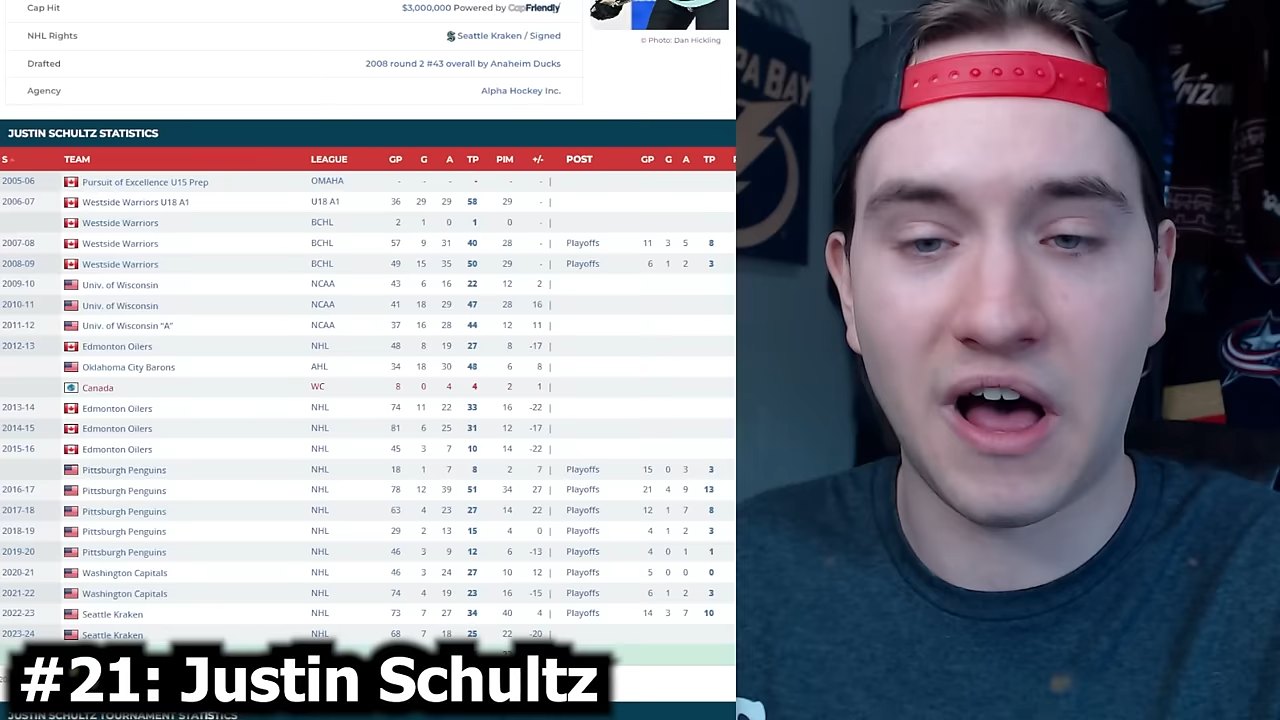 Cap Hit $3,000,000 Powered by CapFriendly
NHL Rights Seattle Kraken / Signed
Drafted 2008 round 2 #43 overall by Anaheim Ducks
Agency Alpha Hockey Inc.
© Photo: Dan Hickling
JUSTIN SCHULTZ STATISTICS
S TEAM LEAGUE GP G A TP PIM +/- POST GP G A TP
2005-06 Pursuit of Excellence U15 Prep OMAHA - - - - - - |
2006-07 Westside Warriors U18 A1 U18 A1 36 29 29 58 29 - |
Westside Warriors BCHL 2 1 0 1 0 - |
2007-08 Westside Warriors BCHL 57 9 31 40 28 - | Playoffs 11 3 5 8
2008-09 Westside Warriors BCHL 49 15 35 50 29 - | Playoffs 6 1 2 3
2009-10 Univ. of Wisconsin NCAA 43 6 16 22 12 2 |
2010-11 Univ. of Wisconsin NCAA 41 18 29 47 28 16 |
2011-12 Univ. of Wisconsin "A" NCAA 37 16 28 44 12 11 |
2012-13 Edmonton Oilers NHL 48 8 19 27 8 -17 |
Oklahoma City Barons AHL 34 18 30 48 6 8 |
Canada WC 8 0 4 4 2 1 |
2013-14 Edmonton Oilers NHL 74 11 22 33 16 -22 |
2014-15 Edmonton Oilers NHL 81 6 25 31 12 -17 |
2015-16 Edmonton Oilers NHL 45 3 7 10 14 -22 |
Pittsburgh Penguins NHL 18 1 7 8 2 7 | Playoffs 15 0 3 3
2016-17 Pittsburgh Penguins NHL 78 12 39 51 34 27 | Playoffs 21 4 9 13
2017-18 Pittsburgh Penguins NHL 63 4 23 27 14 22 | Playoffs 12 1 7 8
2018-19 Pittsburgh Penguins NHL 29 2 13 15 4 0 | Playoffs 4 1 2 3
2019-20 Pittsburgh Penguins NHL 46 3 9 12 6 -13 | Playoffs 4 0 1 1
2020-21 Washington Capitals NHL 46 3 24 27 10 12 | Playoffs 5 0 0 0
2021-22 Washington Capitals NHL 74 4 19 23 16 -15 | Playoffs 6 1 2 3
2022-23 Seattle Kraken NHL 73 7 27 34 40 4 | Playoffs 14 3 7 10
2023-24 Seattle Kraken NHL 68 7 18 25 22 -20 |
#21: Justin Schultz
JUSTIN SCHULTZ TOURNAMENT STATISTICS
PA BAY